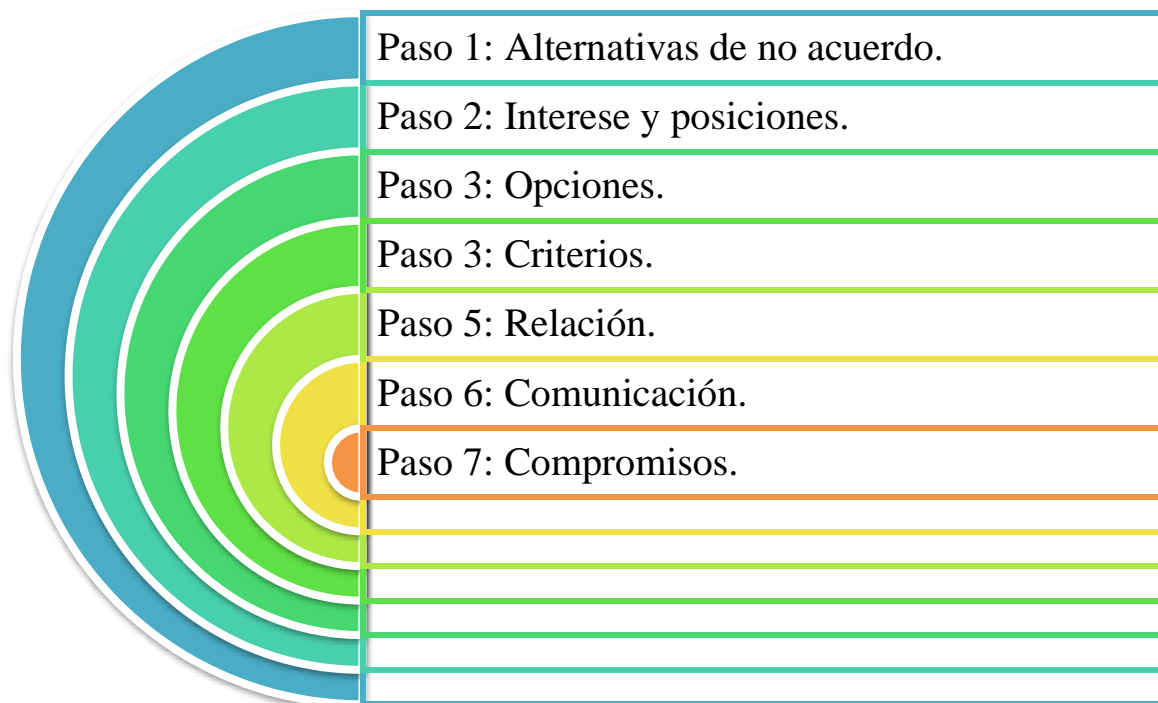 Paso 1: Alternativas de no acuerdo.
Paso 2: Interese y posiciones.
Paso 3: Opciones.
Paso 3: Criterios.
Paso 5: Relación.
Paso 6: Comunicación.
Paso 7: Compromisos.